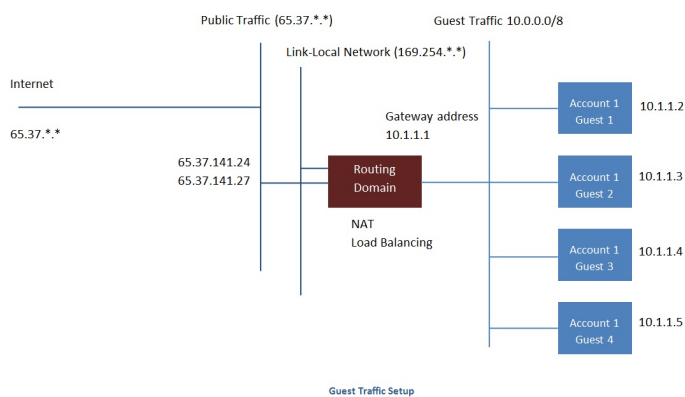 Public Traffic (65.37.*.*)
Guest Traffic 10.0.0.0/8
Link-Local Network (169.254.*.*)
Internet
65.37.*.*
Gateway address
10.1.1.1
65.37.141.24
65.37.141.27
Routing
Domain
NAT
Load Balancing
Account 1
Guest 1
10.1.1.2
Account 1
Guest 2
10.1.1.3
Account 1
Guest 3
10.1.1.4
Account 1
Guest 4
10.1.1.5
Guest Traffic Setup